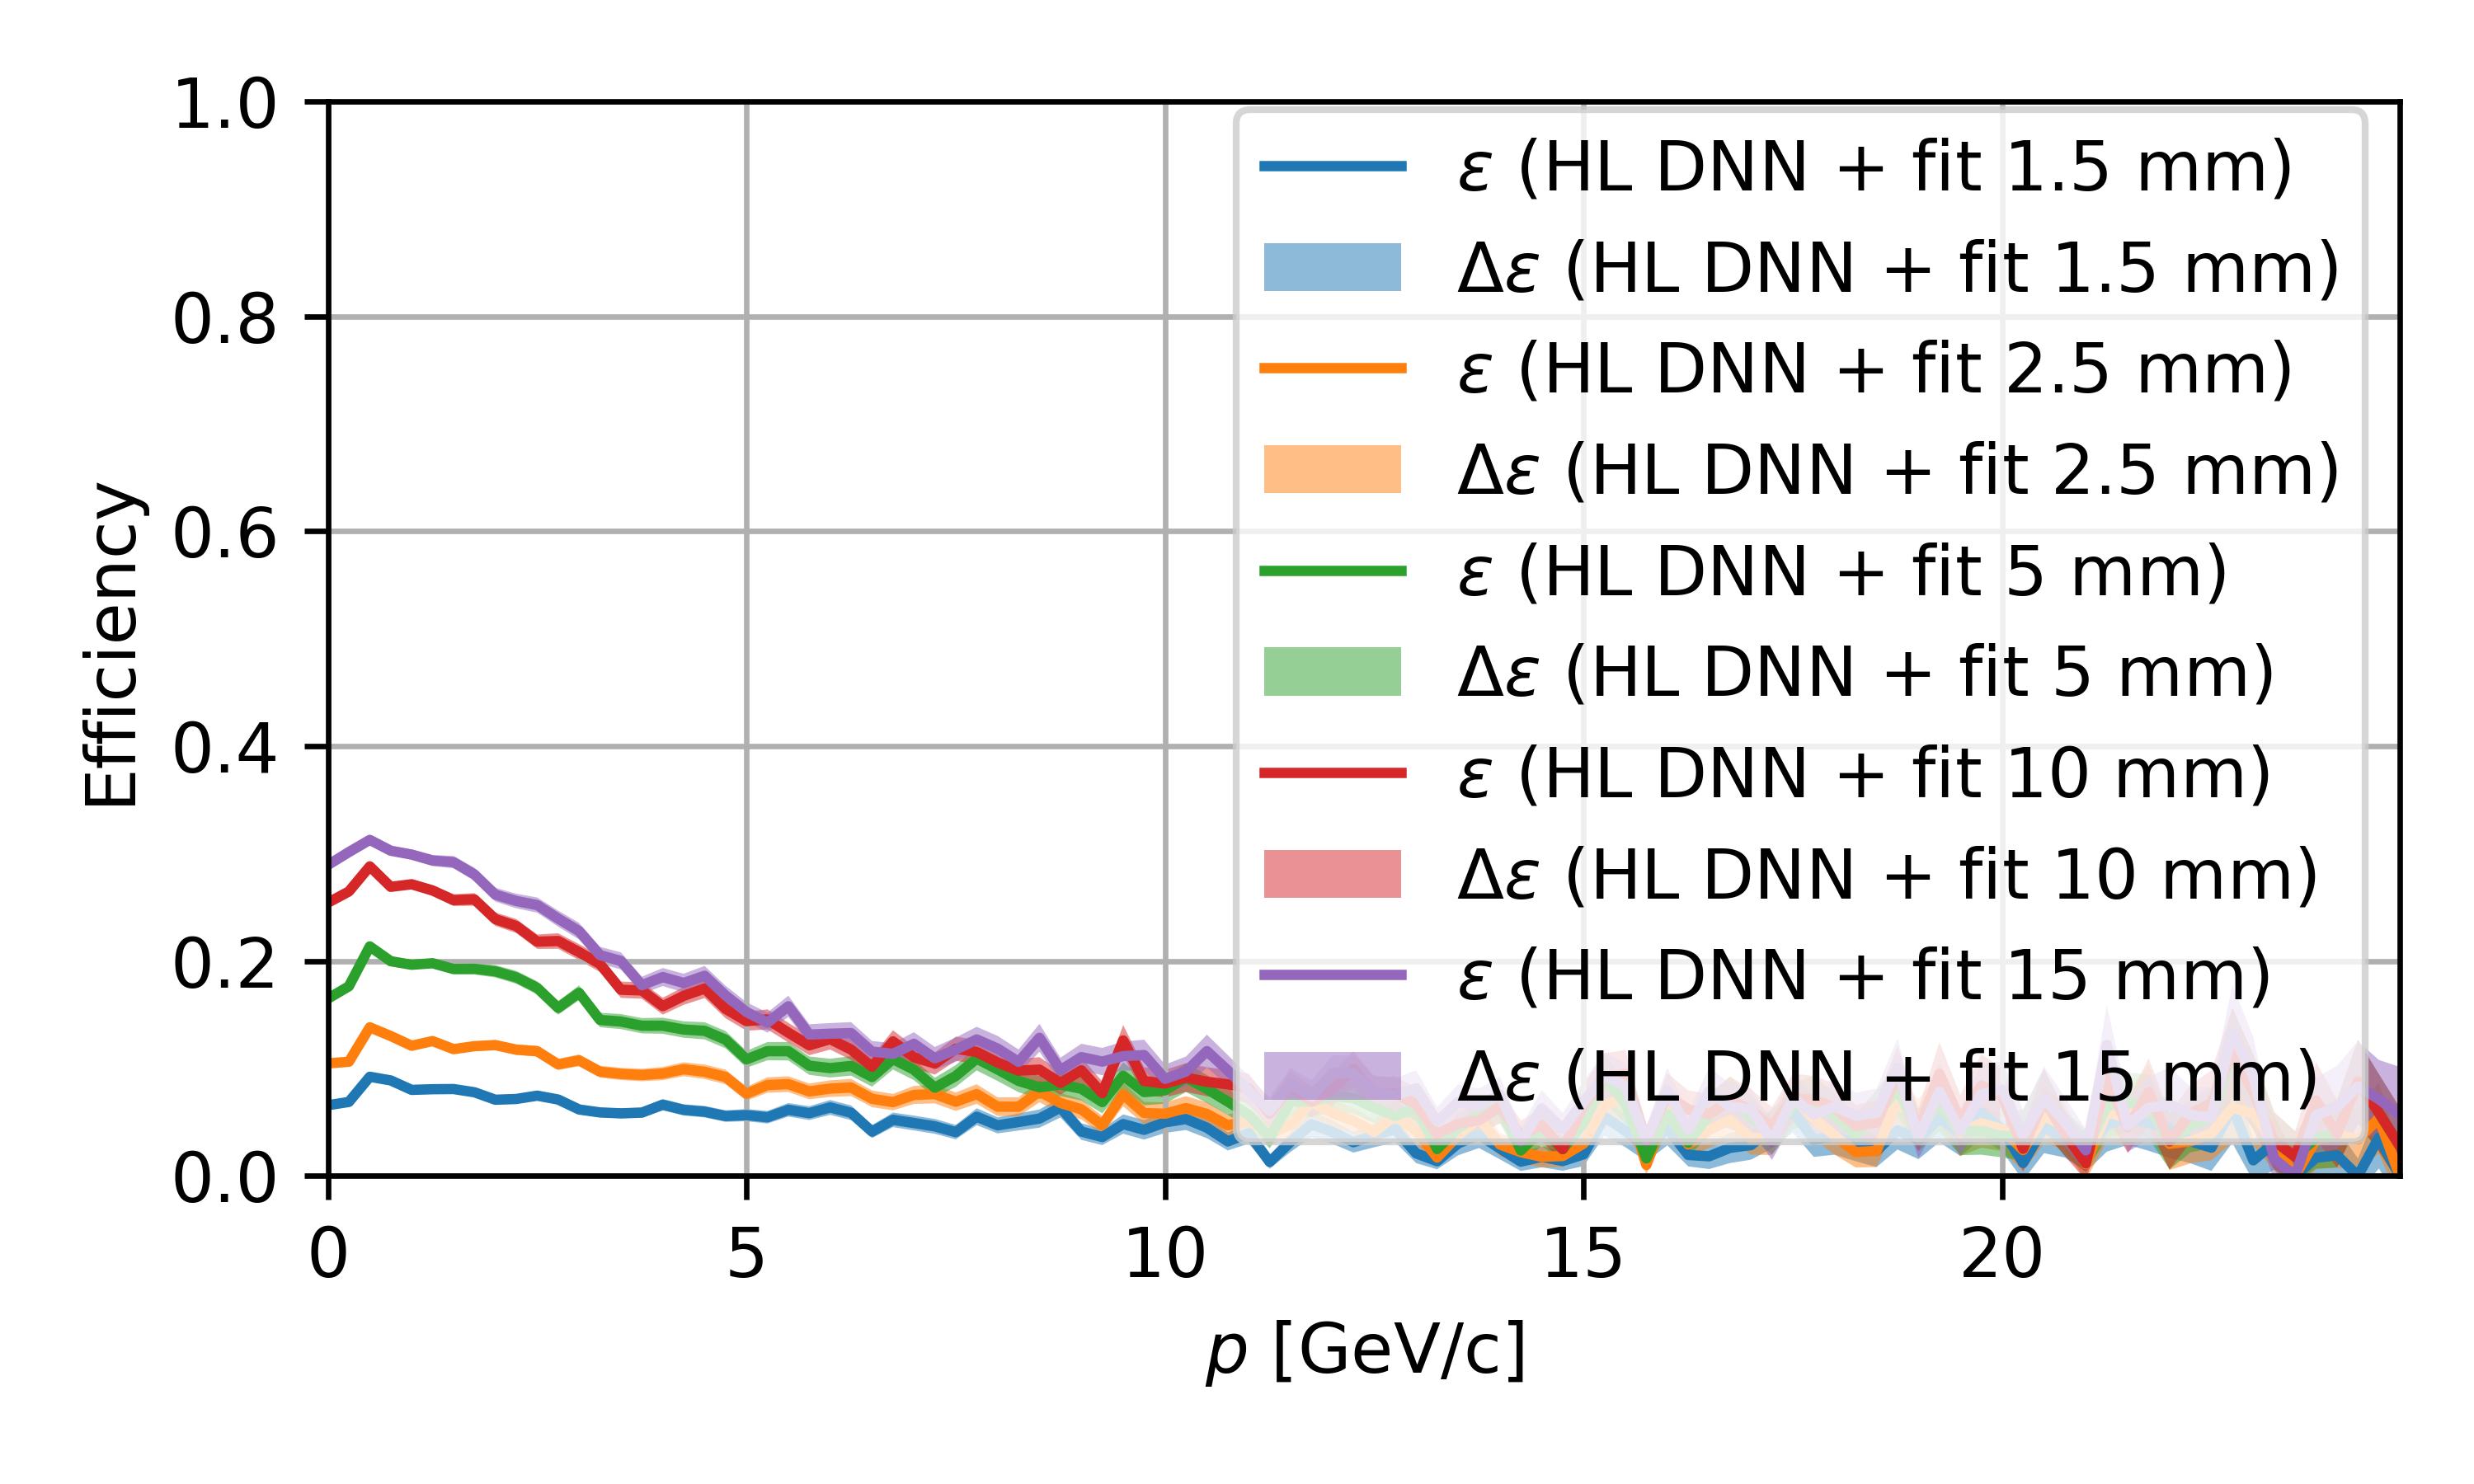 1.0
0.8
0.6
0.4
0.2
0.0
Efficiency
0
5
10
15
20
p [GeV/c]
ε (HL DNN + fit 1.5 mm)
Δε (HL DNN + fit 1.5 mm)
ε (HL DNN + fit 2.5 mm)
Δε (HL DNN + fit 2.5 mm)
ε (HL DNN + fit 5 mm)
Δε (HL DNN + fit 5 mm)
ε (HL DNN + fit 10 mm)
Δε (HL DNN + fit 10 mm)
ε (HL DNN + fit 15 mm)
Δε (HL DNN + fit 15 mm)